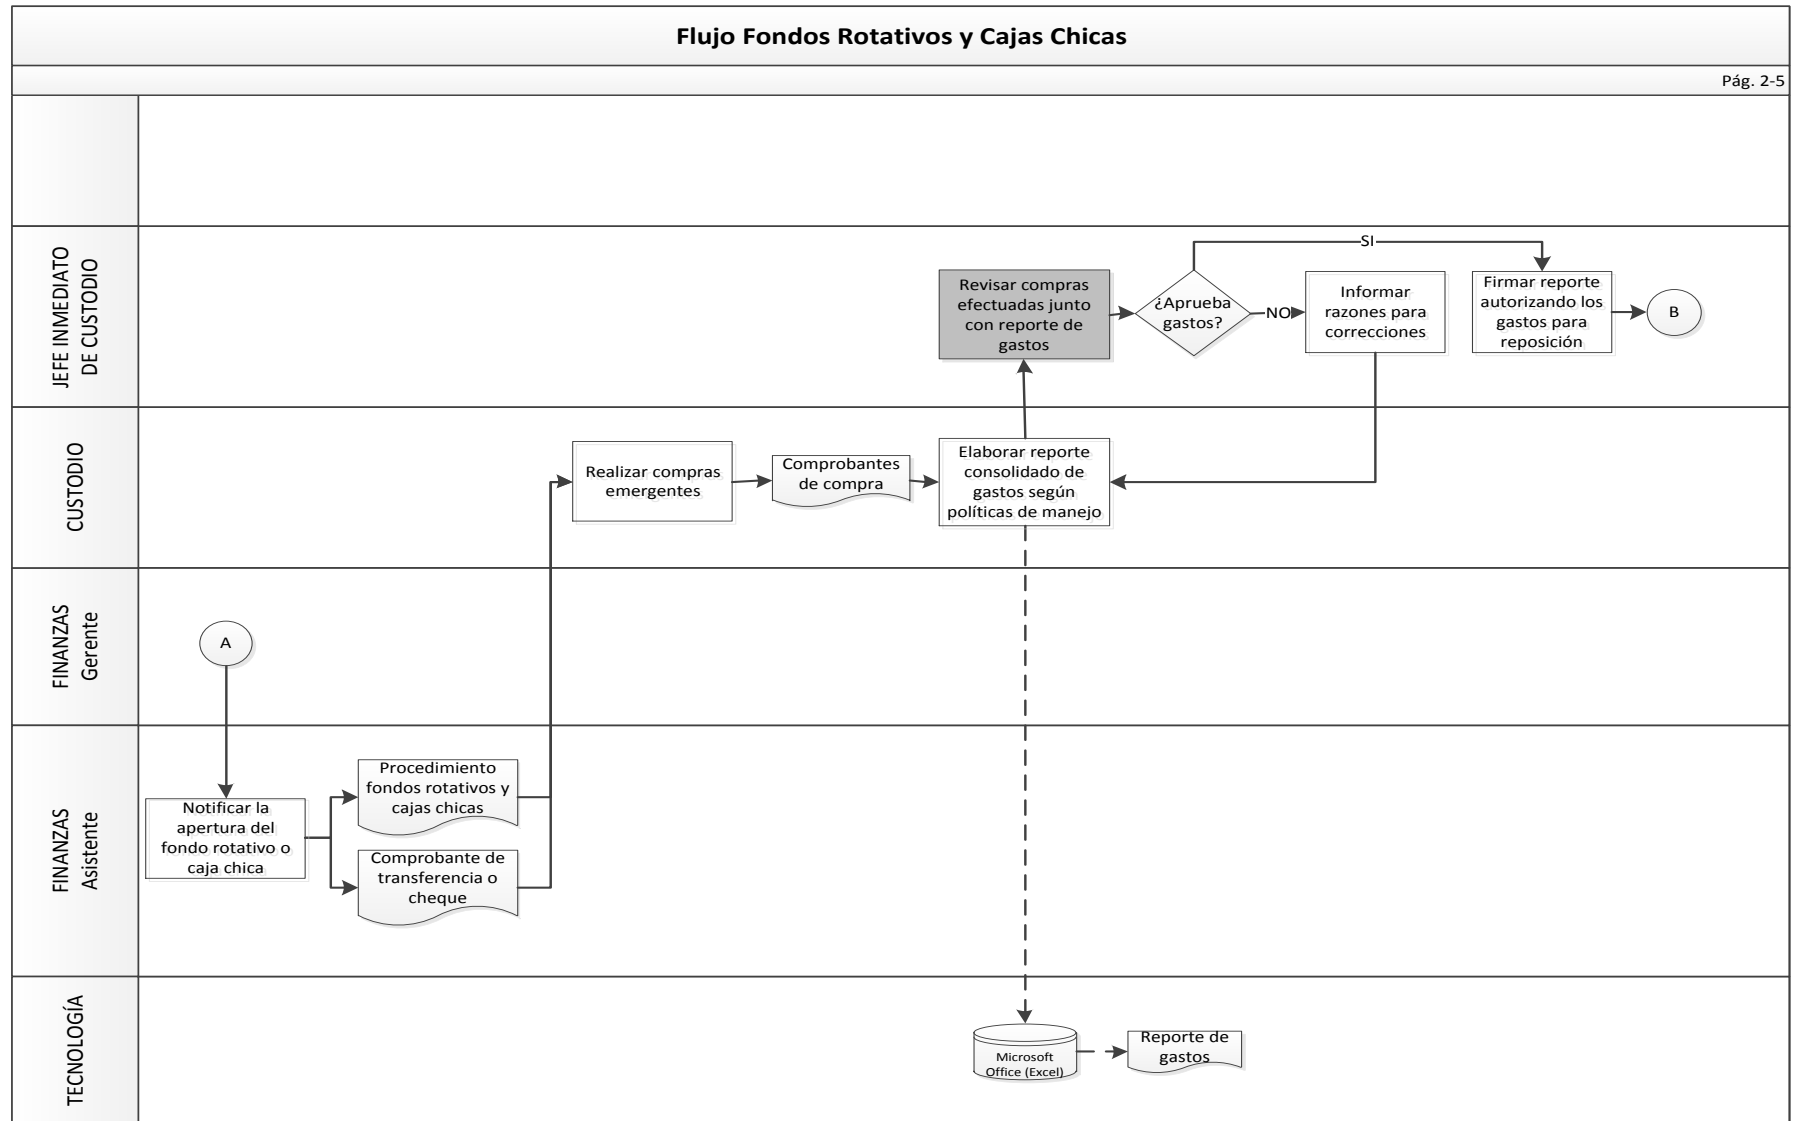 Flujo Fondos Rotativos y Cajas Chicas
Pág. 2-5
JEFE INMEDIATO
DE CUSTODIO
Revisar compras
efectuadas junto
con reporte de
gastos
¿Aprueba
gastos?
SI
NO
Informar
razones para
correcciones
Firmar reporte
autorizando los
gastos para
reposición
B
CUSTODIO
Realizar compras
emergentes
Comprobantes
de compra
Elaborar reporte
consolidado de
gastos según
políticas de manejo
FINANZAS
Gerente
A
FINANZAS
Asistente
Notificar la
apertura del
fondo rotativo o
caja chica
Procedimiento
fondos rotativos y
cajas chicas
Comprobante de
transferencia o
cheque
TECNOLOGÍA
Microsoft
Office (Excel)
Reporte de
gastos